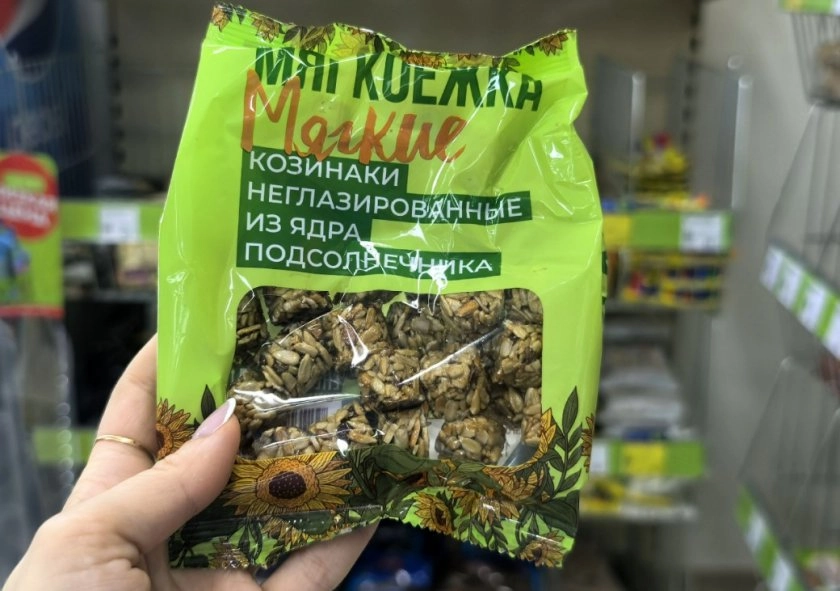 МЯГКОЕЖКА
Мягкие
КОЗИНАКИ
НЕГЛАЗИРОВАННЫЕ
ИЗ ЯДРА
ПОДСОЛНЕЧНИКА